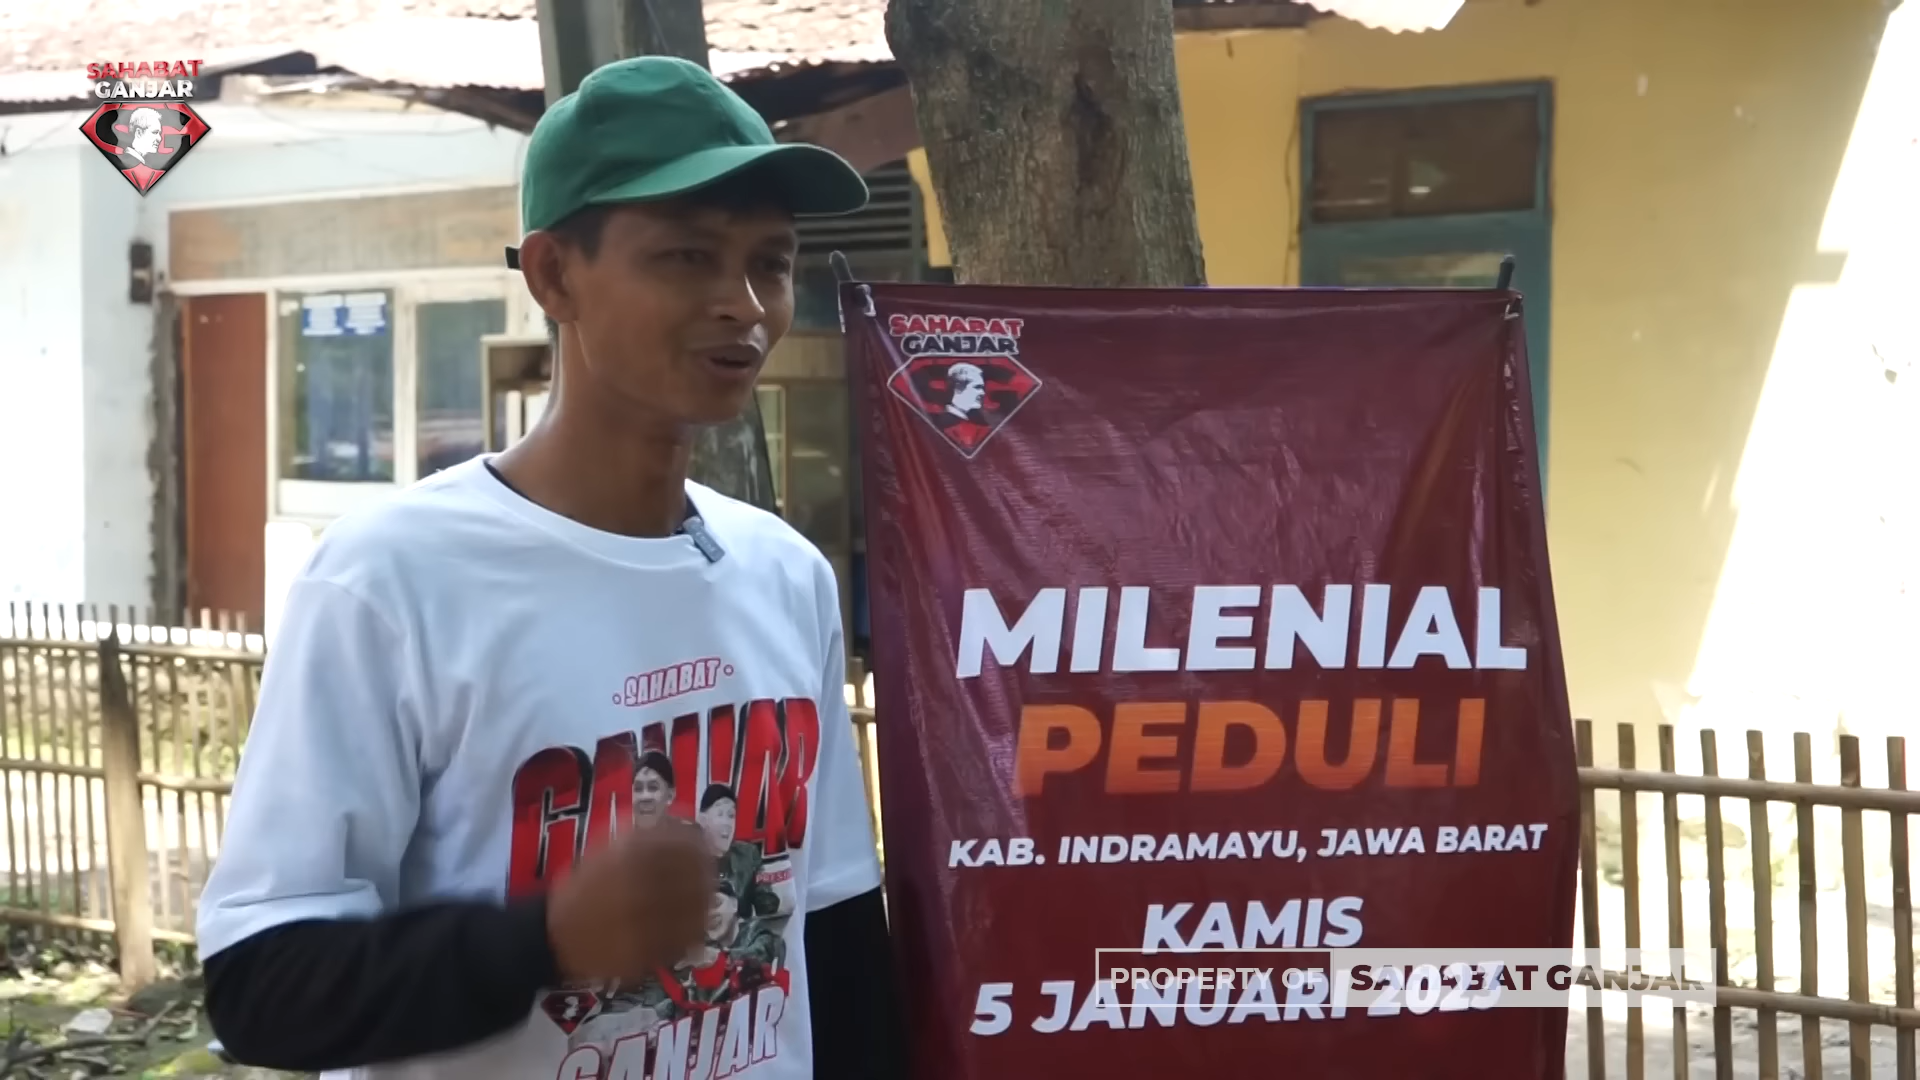 SAHABAT
GANJAR
SAHABAT
GANJAR
MILENIAL
PEDULI
KAB. INDRAMAYU, JAWA BARAT
KAMIS
5 JANUARI 2023
SAHABAT
GANJAR
GANJAR
PROPERTY OF SAHABAT GANJAR